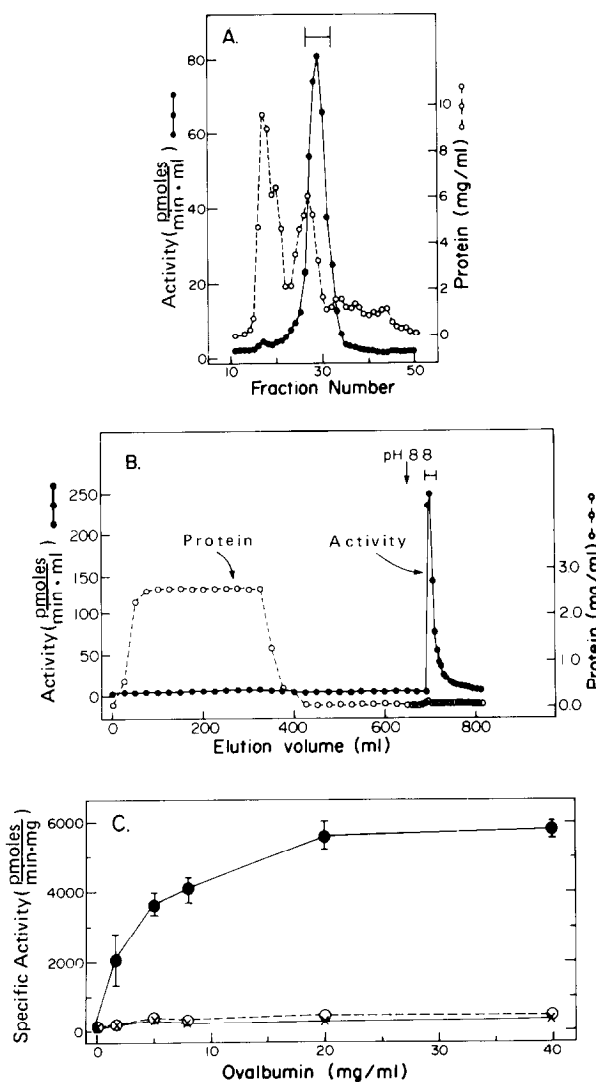 A.
80
60
40
20
0
Activity ( pmoles / min · ml )
10
8
6
4
2
0
Protein (mg/ml)
10
30
50
Fraction Number
B.
pH 8 8
250
200
150
100
50
0
Activity ( pmoles / min · ml )
Protein
Activity
3.0
2.0
1.0
0.0
Protein (mg/ml)
0
200
400
600
800
Elution volume (ml)
C.
6000
4000
2000
0
Specific Activity ( pmoles / min·mg )
0
10
20
30
40
Ovalbumin (mg/ml)